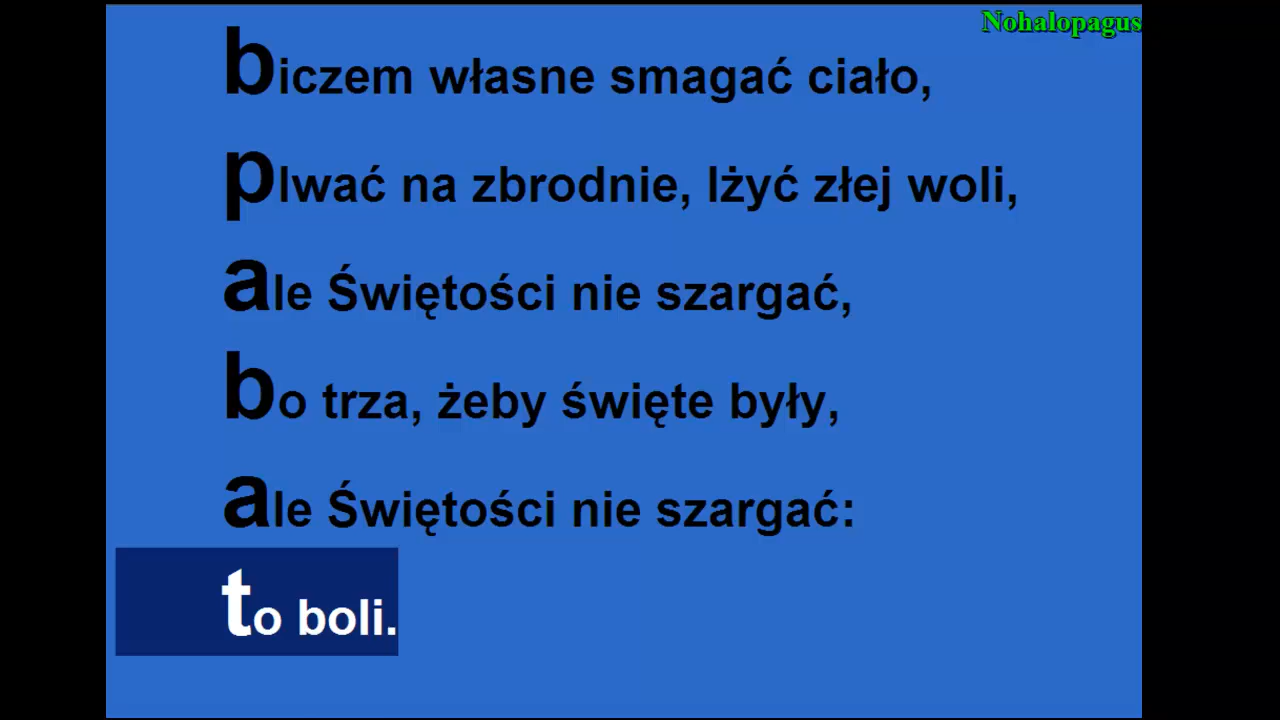 Nohalopagus
biczem własne smagać ciało,
plwać na zbrodnie, lżyć złej woli,
ale Świętości nie szargać,
bo trza, żeby święte były,
ale Świętości nie szargać:
to boli.